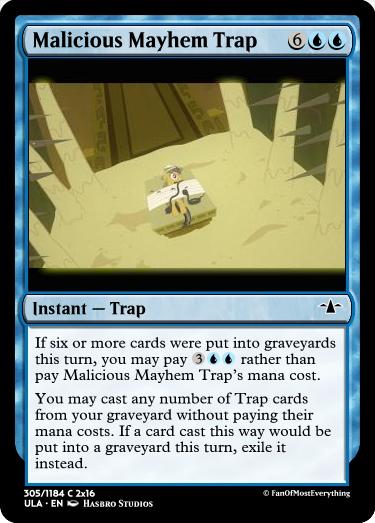 Malicious Mayhem Trap 6
Instant — Trap
If six or more cards were put into graveyards
this turn, you may pay 3 rather than
pay Malicious Mayhem Trap's mana cost.
You may cast any number of Trap cards
from your graveyard without paying their
mana costs. If a card cast this way would be
put into a graveyard this turn, exile it
instead.
305/1184 C 2x16
ULA • EN Hasbro Studios
© FanOfMostEverything